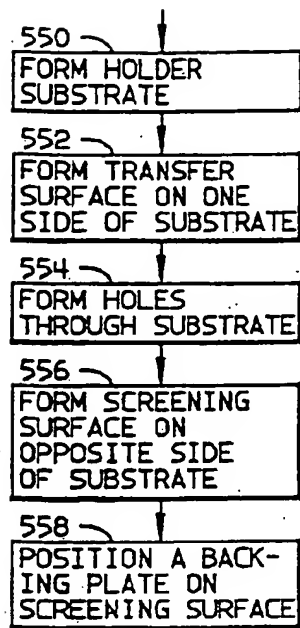 550
FORM HOLDER
SUBSTRATE
552
FORM TRANSFER
SURFACE ON ONE
SIDE OF SUBSTRATE
554
FORM HOLES
THROUGH SUBSTRATE
556
FORM SCREENING
SURFACE ON
OPPOSITE SIDE
OF SUBSTRATE
558
POSITION A BACK-
ING PLATE ON
SCREENING SURFACE